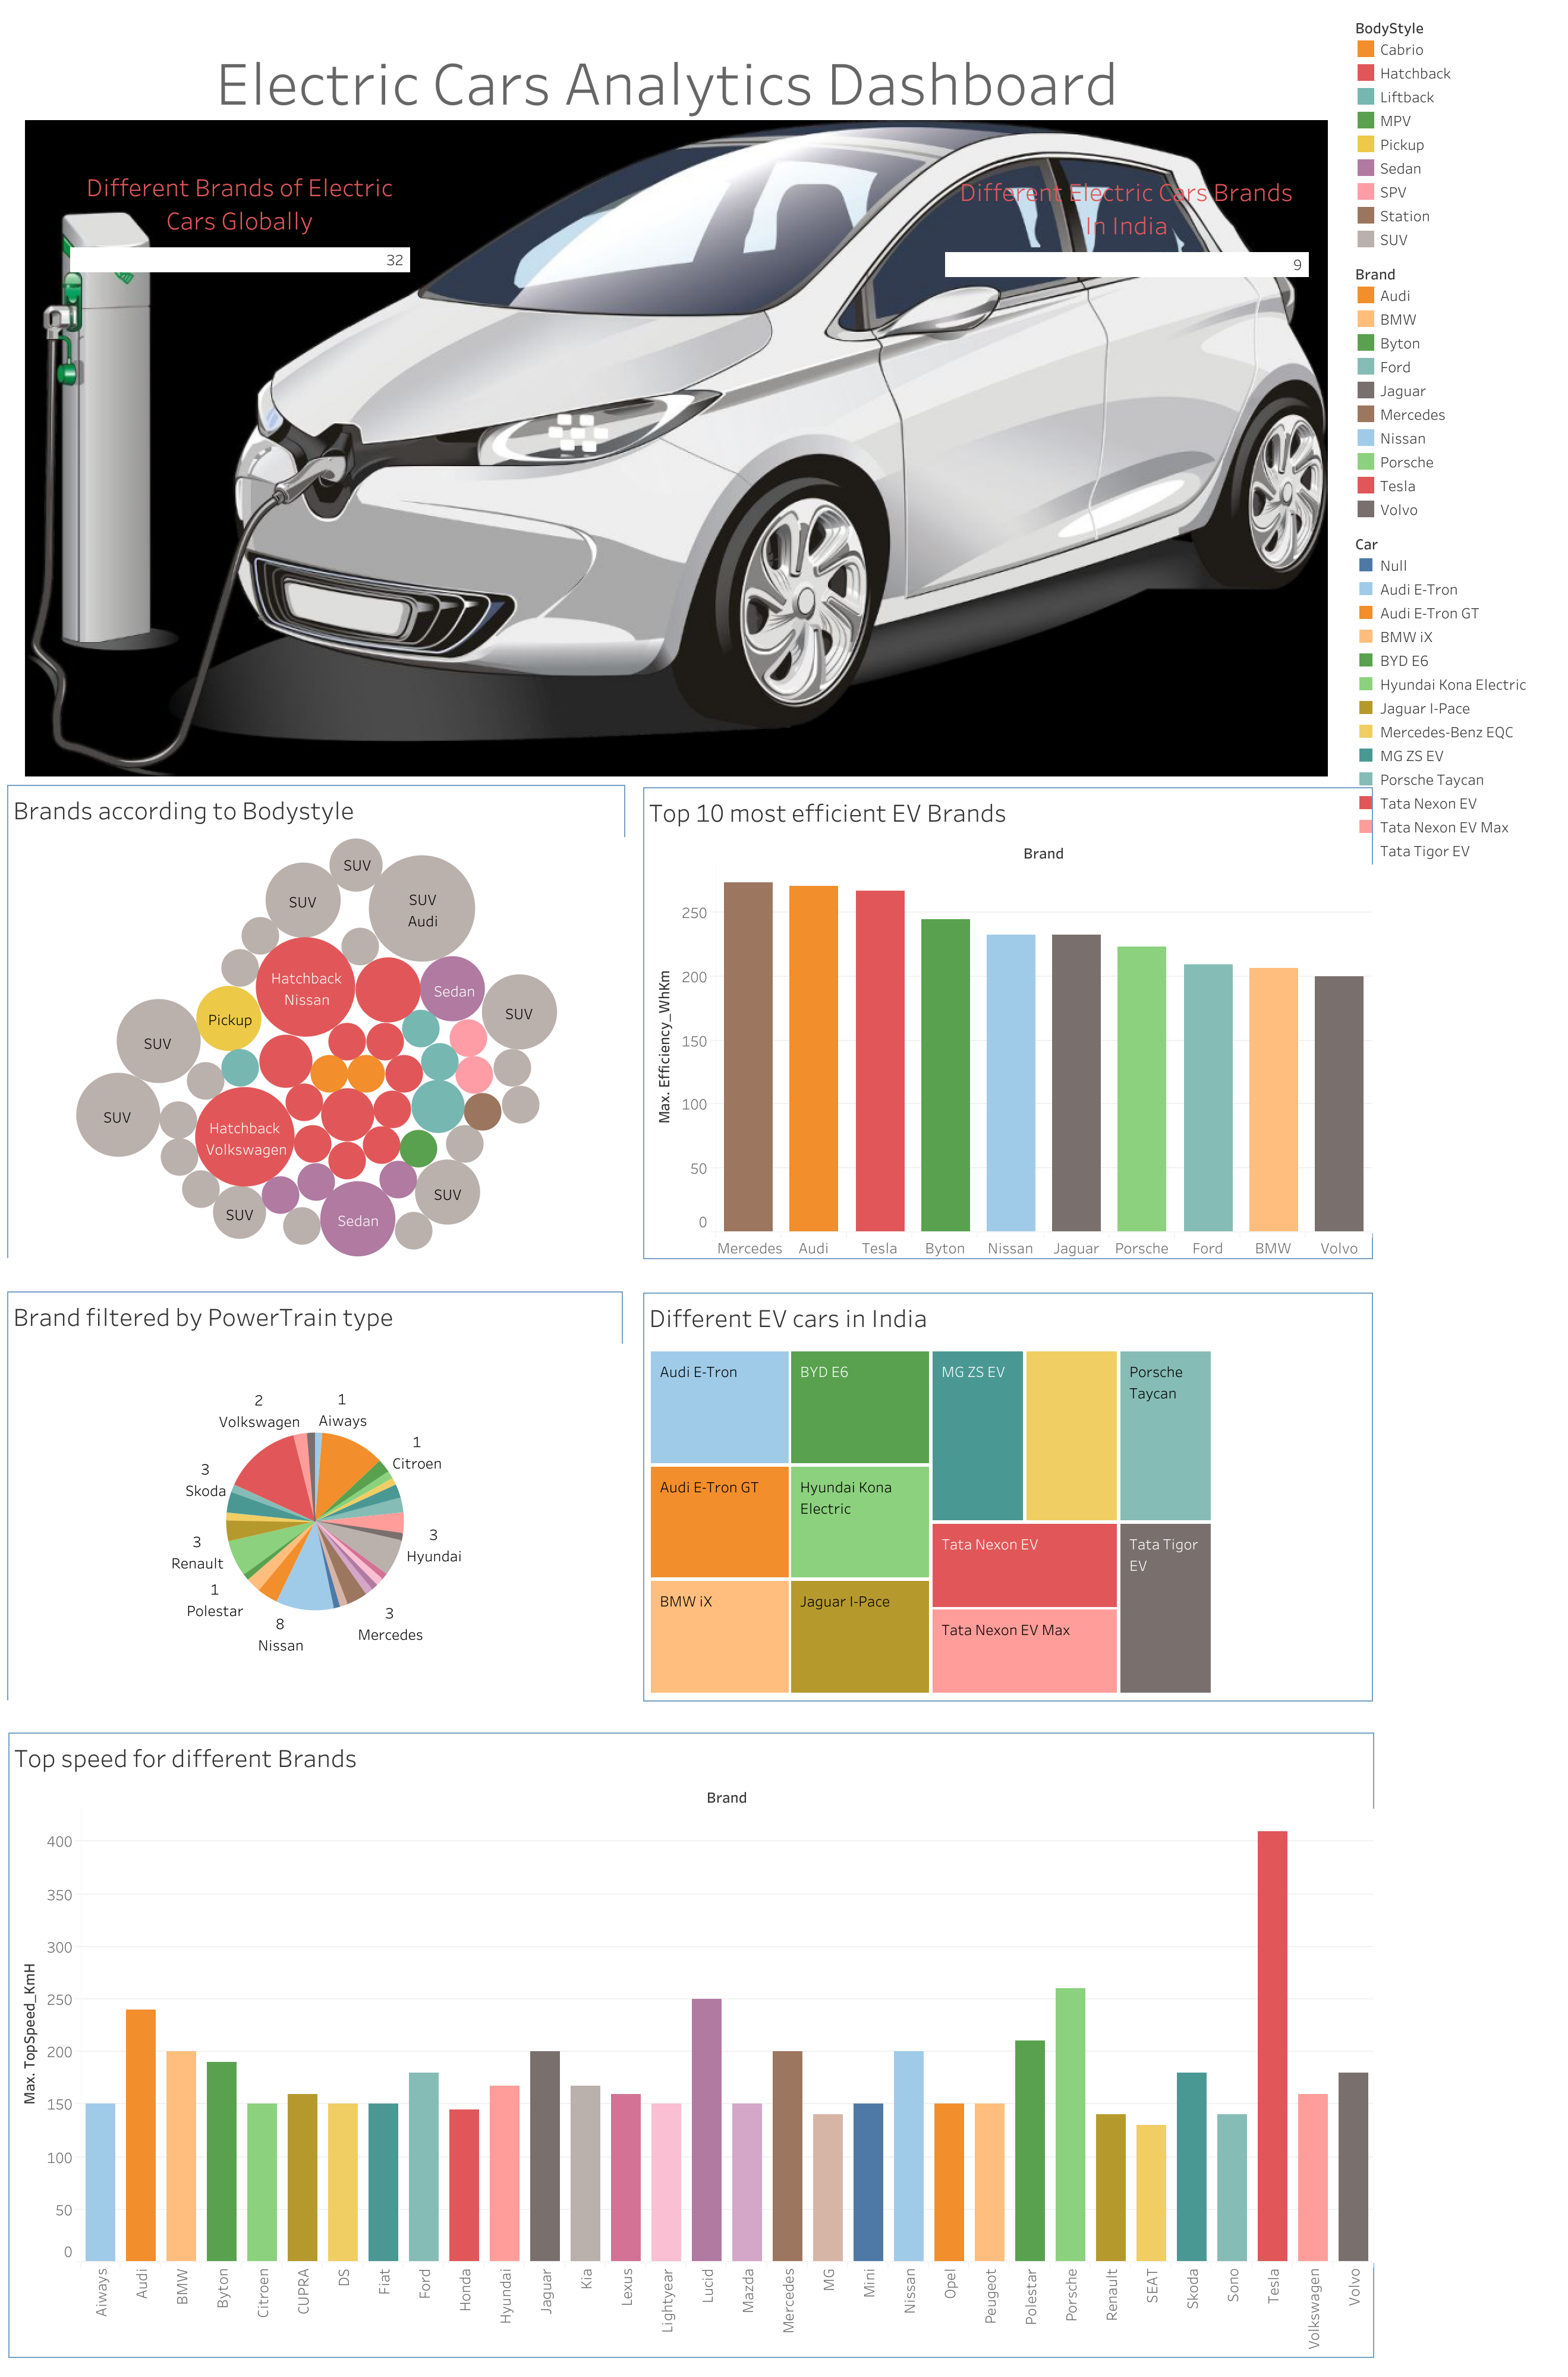 Electric Cars Analytics Dashboard
Different Brands of Electric
Cars Globally
32
Different Electric Cars Brands
In India
9
BodyStyle
Cabrio
Hatchback
Liftback
MPV
Pickup
Sedan
SPV
Station
SUV
Brand
Audi
BMW
Byton
Ford
Jaguar
Mercedes
Nissan
Porsche
Tesla
Volvo
Car
Null
Audi E-Tron
Audi E-Tron GT
BMW iX
BYD E6
Hyundai Kona Electric
Jaguar I-Pace
Mercedes-Benz EQC
MG ZS EV
Porsche Taycan
Tata Nexon EV
Tata Nexon EV Max
Tata Tigor EV
Brands according to Bodystyle
SUV
SUV
SUV
Audi
Hatchback
Nissan
Sedan
SUV
Pickup
SUV
SUV
Hatchback
Volkswagen
SUV
SUV
Sedan
Top 10 most efficient EV Brands
Brand
Max. Efficiency_WhKm
250
200
150
100
50
0
Mercedes
Audi
Tesla
Byton
Nissan
Jaguar
Porsche
Ford
BMW
Volvo
Brand filtered by PowerTrain type
2
Volkswagen
1
Aiways
1
Citroen
3
Skoda
3
Hyundai
3
Renault
1
Polestar
8
Nissan
3
Mercedes
Different EV cars in India
Audi E-Tron
BYD E6
MG ZS EV
Porsche
Taycan
Audi E-Tron GT
Hyundai Kona
Electric
Tata Nexon EV
Tata Tigor
EV
BMW iX
Jaguar I-Pace
Tata Nexon EV Max
Top speed for different Brands
Brand
Max. TopSpeed_KmH
400
350
300
250
200
150
100
50
0
Aiways
Audi
BMW
Byton
Citroen
CUPRA
DS
Fiat
Ford
Honda
Hyundai
Jaguar
Kia
Lexus
Lightyear
Lucid
Mazda
Mercedes
MG
Mini
Nissan
Opel
Peugeot
Polestar
Porsche
Renault
SEAT
Skoda
Sono
Tesla
Volkswagen
Volvo